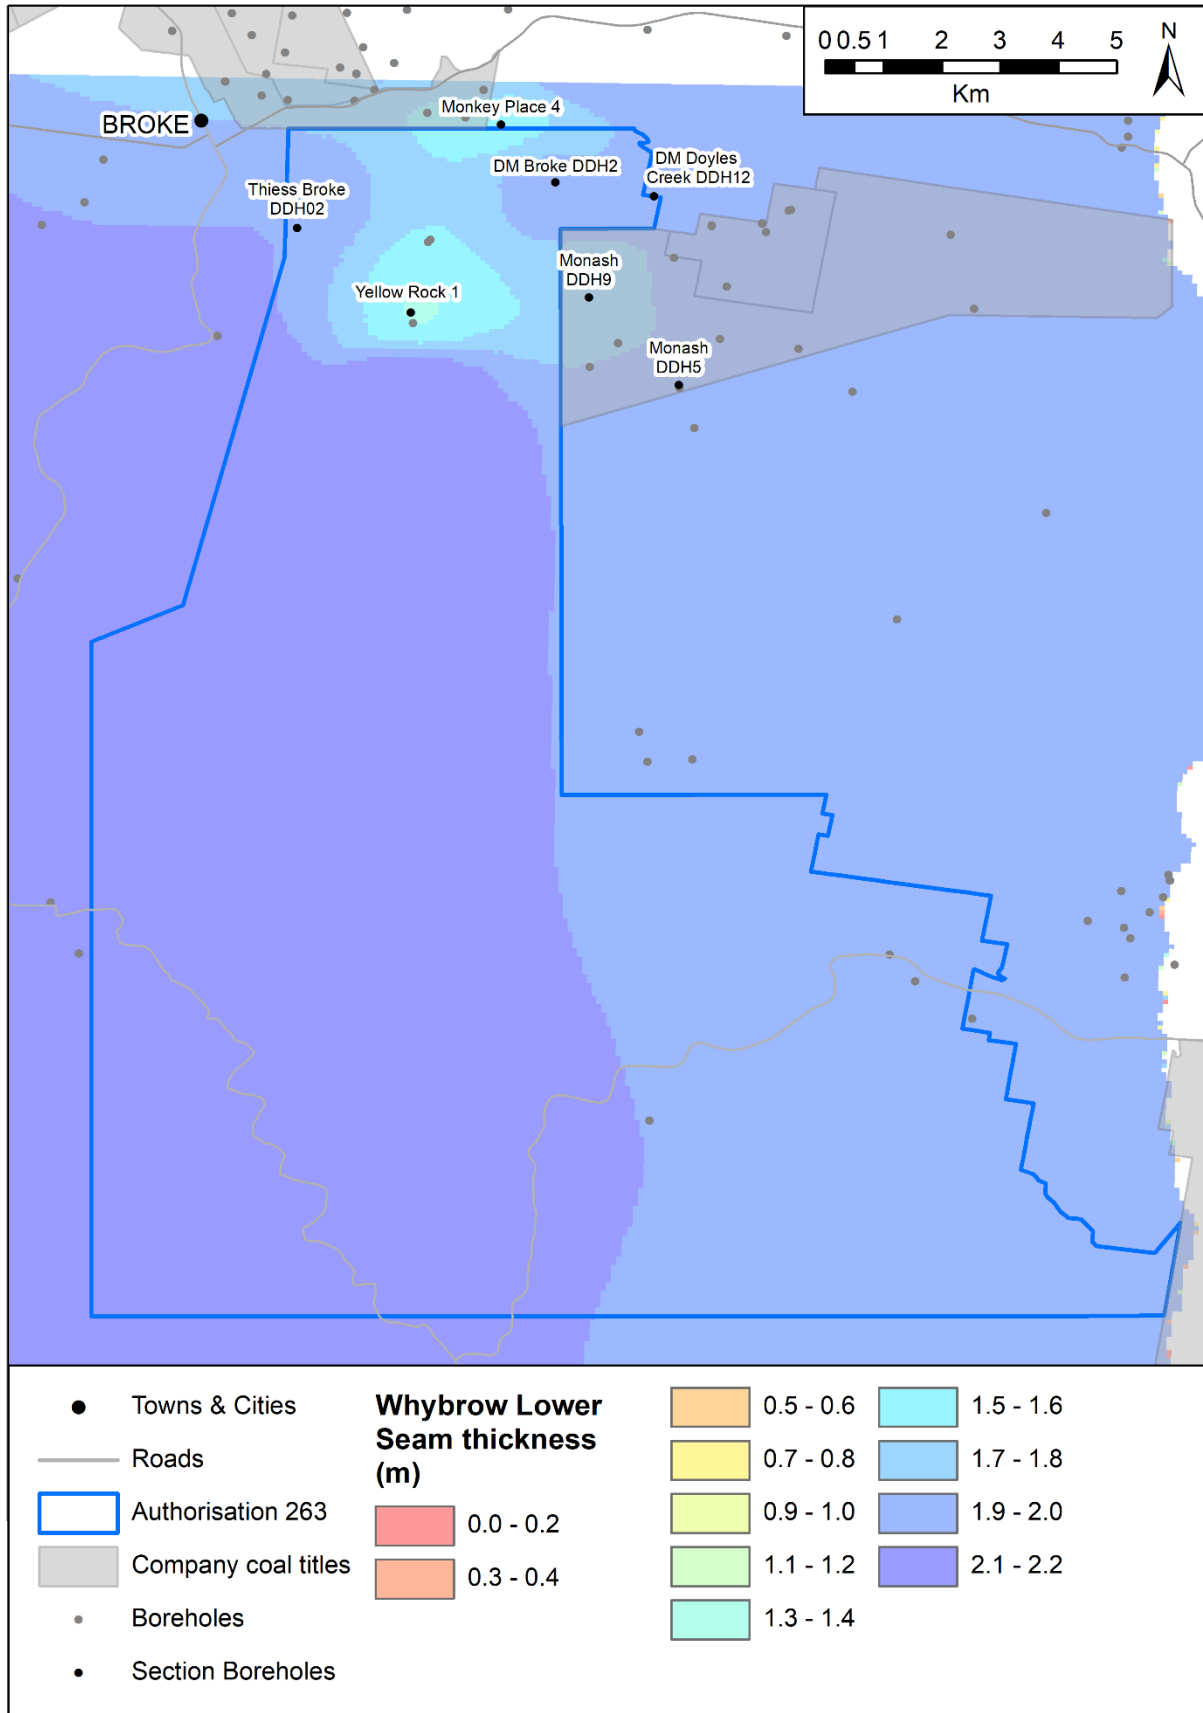 0 0.5 1 2 3 4 5
Km
N
BROKE
Monkey Place 4
DM Broke DDH2
DM Doyles
Creek DDH12
Thiess Broke
DDH02
Monash
DDH9
Yellow Rock 1
Monash
DDH5
Towns & Cities
Roads
Authorisation 263
Company coal titles
Boreholes
Section Boreholes
Whybrow Lower
Seam thickness
(m)
0.0 - 0.2
0.3 - 0.4
0.5 - 0.6
0.7 - 0.8
0.9 - 1.0
1.1 - 1.2
1.3 - 1.4
1.5 - 1.6
1.7 - 1.8
1.9 - 2.0
2.1 - 2.2